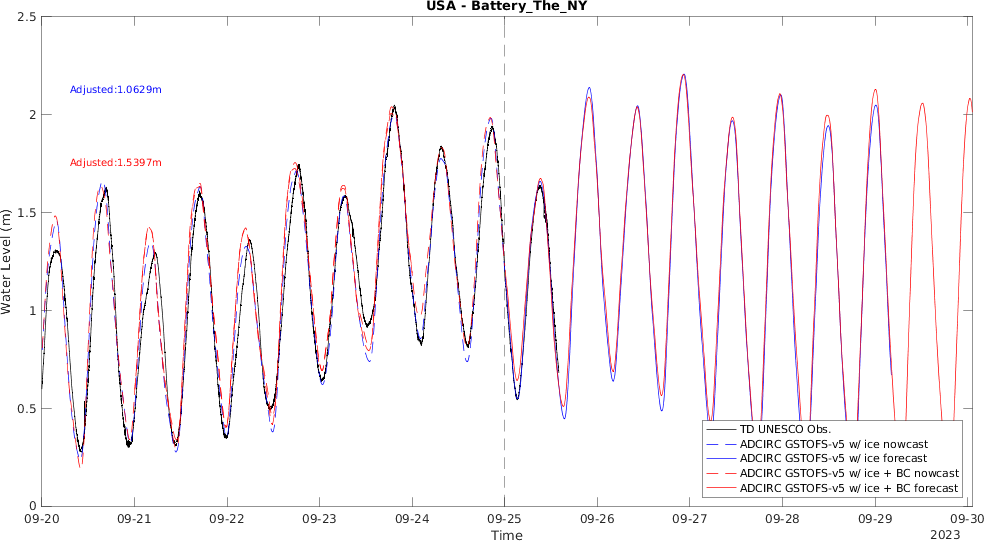 USA - Battery_The_NY
2.5
2
1.5
1
0.5
0
Water Level (m)
Adjusted:1.0629m
Adjusted:1.5397m
TD UNESCO Obs.
ADCIRC GSTOFS-v5 w/ ice nowcast
ADCIRC GSTOFS-v5 w/ ice forecast
ADCIRC GSTOFS-v5 w/ ice + BC nowcast
ADCIRC GSTOFS-v5 w/ ice + BC forecast
09-20 09-21 09-22 09-23 09-24 09-25 09-26 09-27 09-28 09-29 09-30
Time
2023